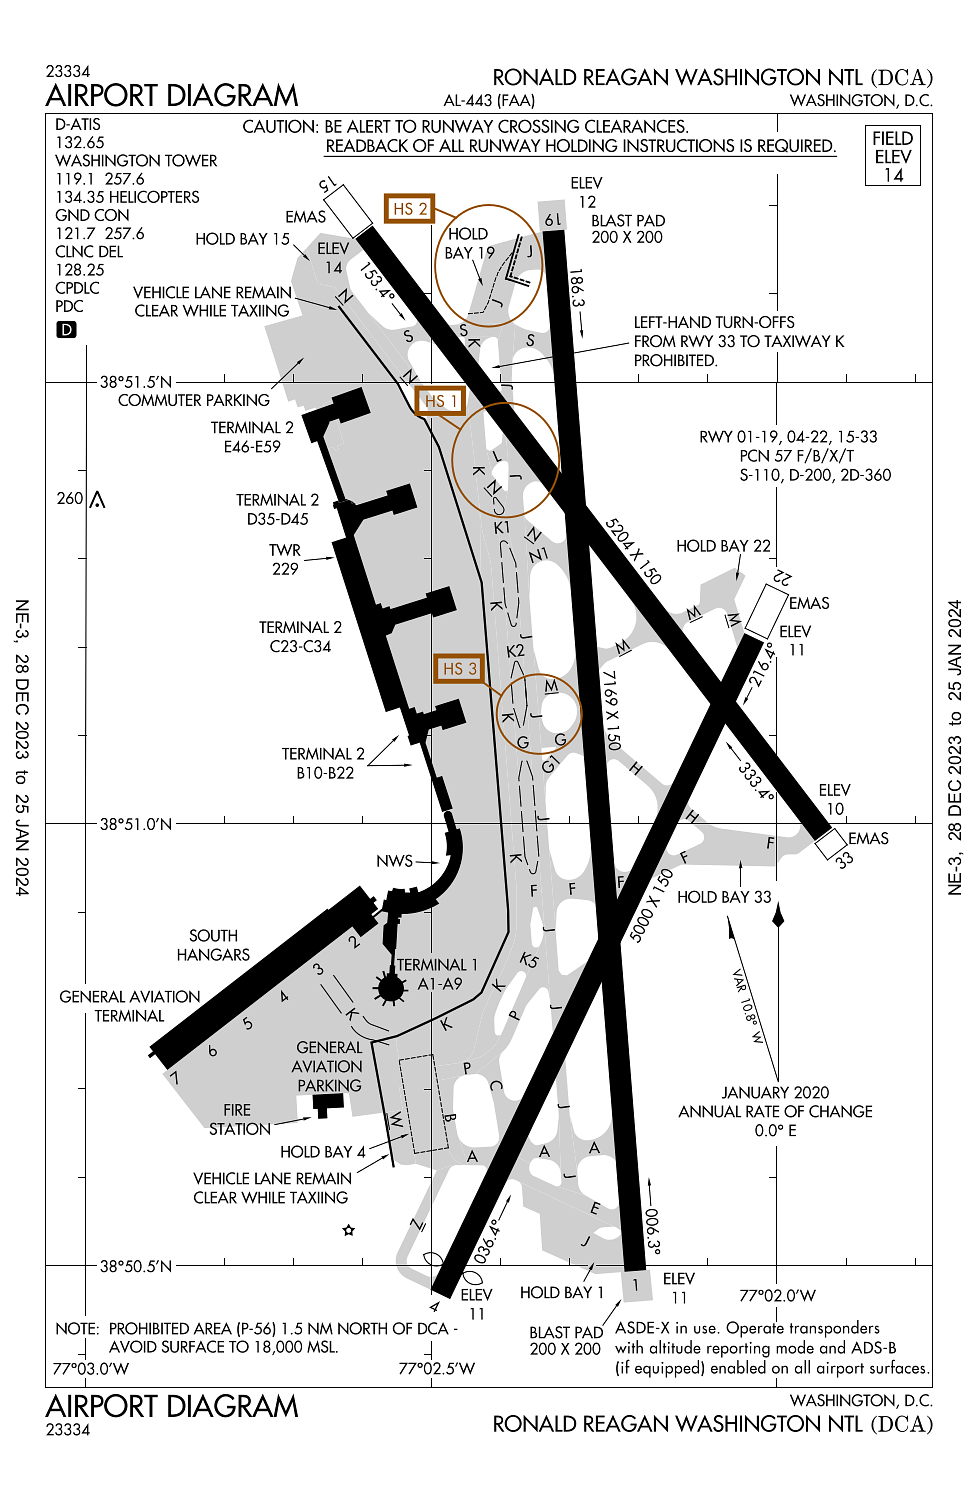 23334
AIRPORT DIAGRAM
RONALD REAGAN WASHINGTON NTL (DCA)
AL-443 (FAA)
WASHINGTON, D.C.
D-ATIS
132.65
WASHINGTON TOWER
119.1 257.6
134.35 HELICOPTERS
GND CON
121.7 257.6
CLNC DEL
128.25
CPDLC
PDC
D
CAUTION: BE ALERT TO RUNWAY CROSSING CLEARANCES.
READBACK OF ALL RUNWAY HOLDING INSTRUCTIONS IS REQUIRED.
FIELD
ELEV
14
15
EMAS
HOLD BAY 15
ELEV
14
153.4°
VEHICLE LANE REMAIN
CLEAR WHILE TAXIING
HS 2
HOLD
BAY 19
J
J
ELEV
12
19
BLAST PAD
200 X 200
186.3
N
S
S
K
S
LEFT-HAND TURN-OFFS
FROM RWY 33 TO TAXIWAY K
PROHIBITED.
38°51.5'N
N
J
COMMUTER PARKING
HS 1
TERMINAL 2
E46-E59
RWY 01-19, 04-22, 15-33
PCN 57 F/B/X/T
S-110, D-200, 2D-360
L
K
J
N
260
TERMINAL 2
D35-D45
K1
N
N1
5204 X 150
TWR
229
HOLD BAY 22
22
EMAS
K
M
M
ELEV
11
TERMINAL 2
C23-C34
J
K2
M
216.4°
HS 3
M
K
J
7169 X 150
G
G
G1
H
333.4°
TERMINAL 2
B10-B22
ELEV
10
38°51.0'N
J
H
EMAS
33
NWS
K
F
F
F
F
F
HOLD BAY 33
5000 X 150
SOUTH
HANGARS
2
J
K5
3
TERMINAL 1
A1-A9
GENERAL AVIATION
TERMINAL
4
5
6
7
K
K
K
P
J
VAR 10.8° W
GENERAL
AVIATION
PARKING
P
C
JANUARY 2020
ANNUAL RATE OF CHANGE
0.0° E
FIRE
STATION
W
B
J
HOLD BAY 4
A
A
A
VEHICLE LANE REMAIN
CLEAR WHILE TAXIING
J
E
N
036.4°
J
006.3°
38°50.5'N
4
ELEV
11
HOLD BAY 1
1
ELEV
11
77°02.0'W
NOTE: PROHIBITED AREA (P-56) 1.5 NM NORTH OF DCA -
AVOID SURFACE TO 18,000 MSL.
BLAST PAD
200 X 200
ASDE-X in use. Operate transponders
with altitude reporting mode and ADS-B
(if equipped) enabled on all airport surfaces.
77°03.0'W
77°02.5'W
AIRPORT DIAGRAM
23334
WASHINGTON, D.C.
RONALD REAGAN WASHINGTON NTL (DCA)
NE-3, 28 DEC 2023 to 25 JAN 2024
NE-3, 28 DEC 2023 to 25 JAN 2024